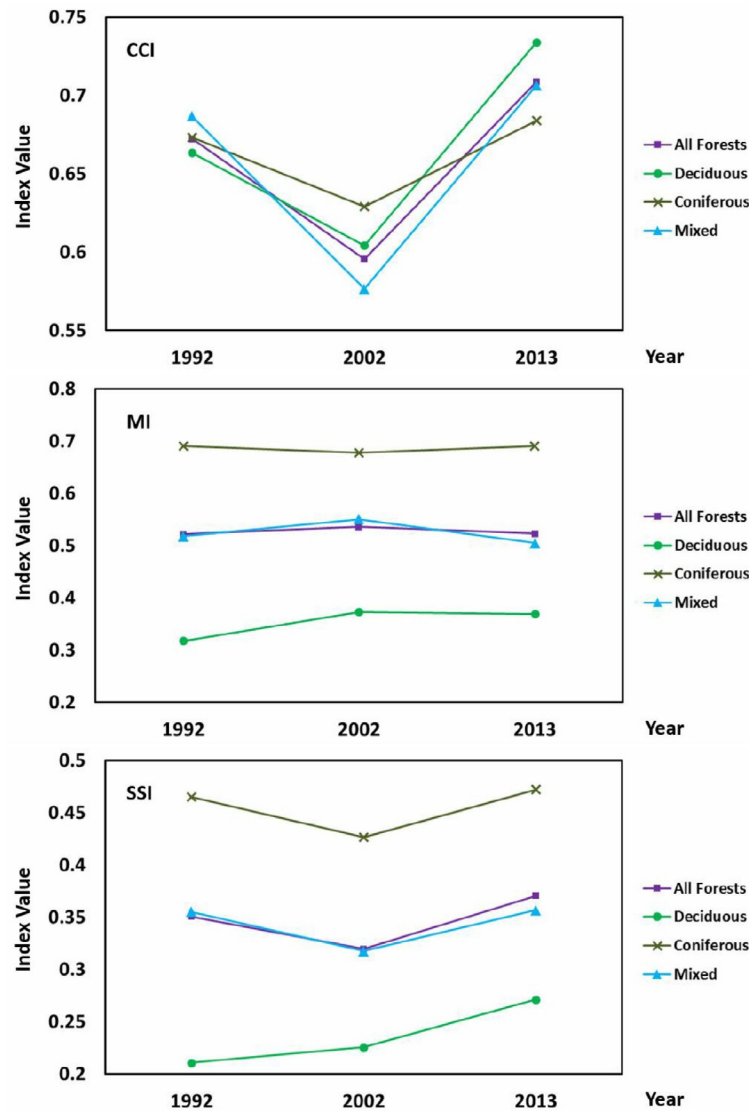 0.75
CCI
0.7
0.65
0.6
0.55
Index Value
All Forests
Deciduous
Coniferous
Mixed
1992 2002 2013 Year
0.8
MI
0.7
0.6
0.5
0.4
0.3
0.2
Index Value
All Forests
Deciduous
Coniferous
Mixed
1992 2002 2013 Year
0.5
SSI
0.45
0.4
0.35
0.3
0.25
0.2
Index Value
All Forests
Deciduous
Coniferous
Mixed
1992 2002 2013 Year